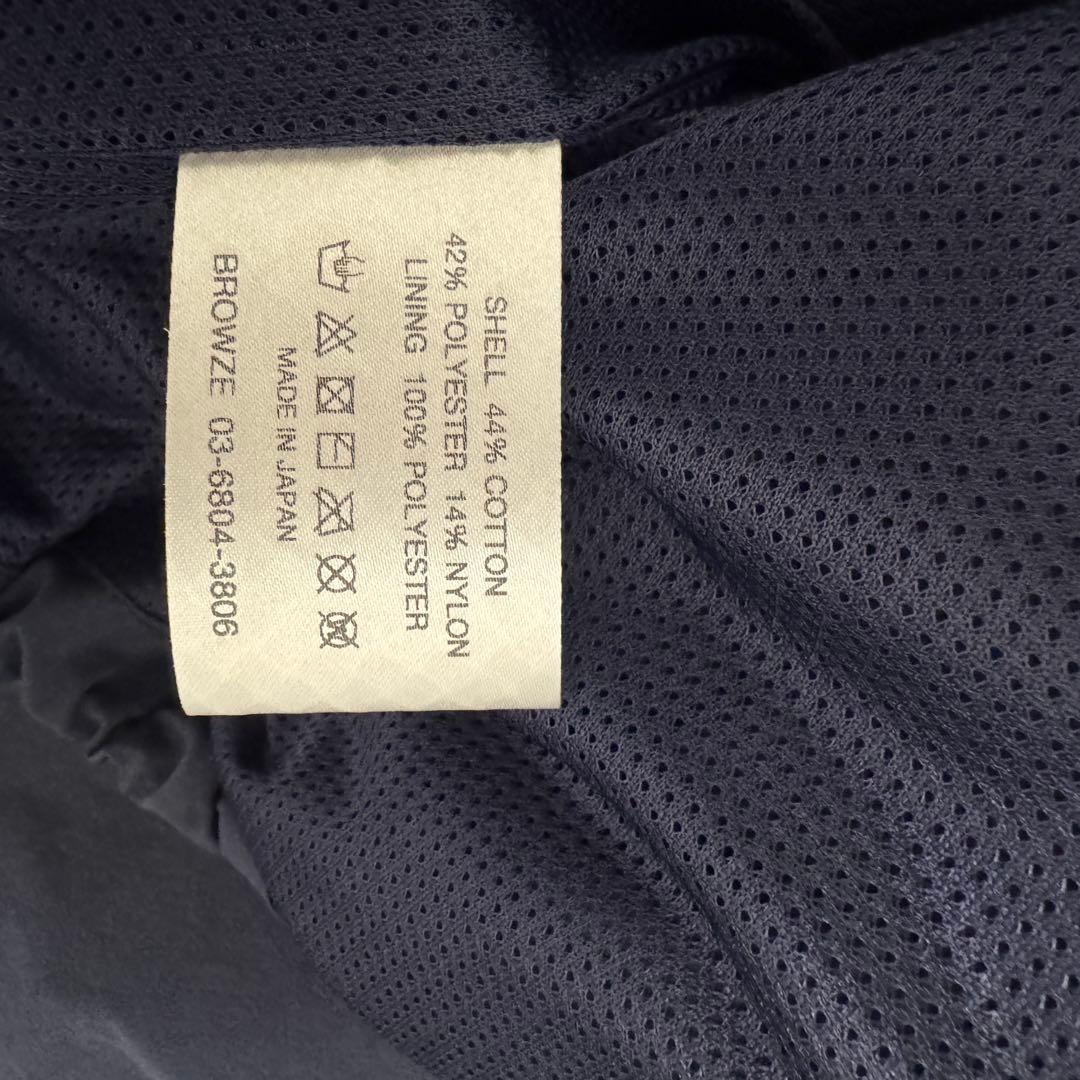 SHELL 44% COTTON
42% POLYESTER 14% NYLON
LINING 100% POLYESTER
MADE IN JAPAN
BROWZE 03-6804-3806